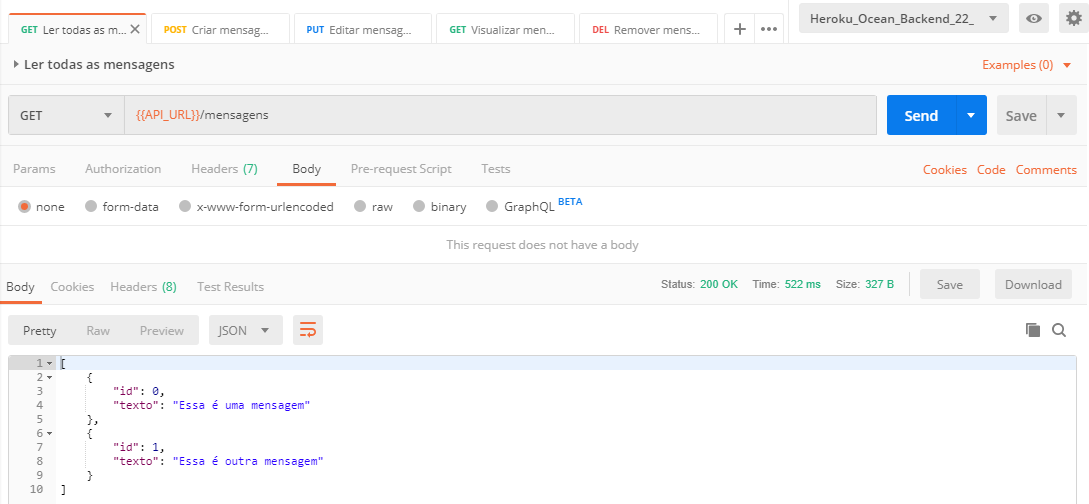 GET Ler todas as m...
POST Criar mensag...
PUT Editar mensag...
GET Visualizar men...
DEL Remover mens...
Heroku_Ocean_Backend_22_
Ler todas as mensagens
Examples (0)
GET
{{API_URL}}/mensagens
Send
Save
Params Authorization Headers (7) Body Pre-request Script Tests
Cookies Code Comments
none form-data x-www-form-urlencoded raw binary GraphQL BETA
This request does not have a body
Body Cookies Headers (8) Test Results
Status: 200 OK Time: 522 ms Size: 327 B
Save Download
Pretty Raw Preview JSON
1 [
2 {
3 "id": 0,
4 "texto": "Essa é uma mensagem"
5 },
6 {
7 "id": 1,
8 "texto": "Essa é outra mensagem"
9 }
10 ]